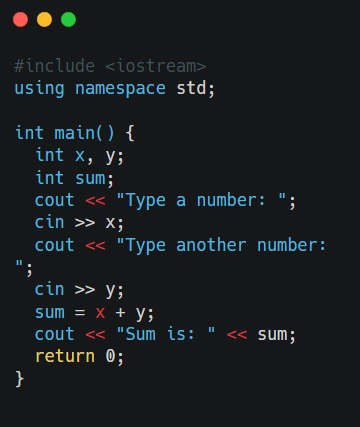 #include <iostream>
using namespace std;
int main() {
int x, y;
int sum;
cout << "Type a number: ";
cin >> x;
cout << "Type another number:
";
cin >> y;
sum = x + y;
cout << "Sum is: " << sum;
return 0;
}